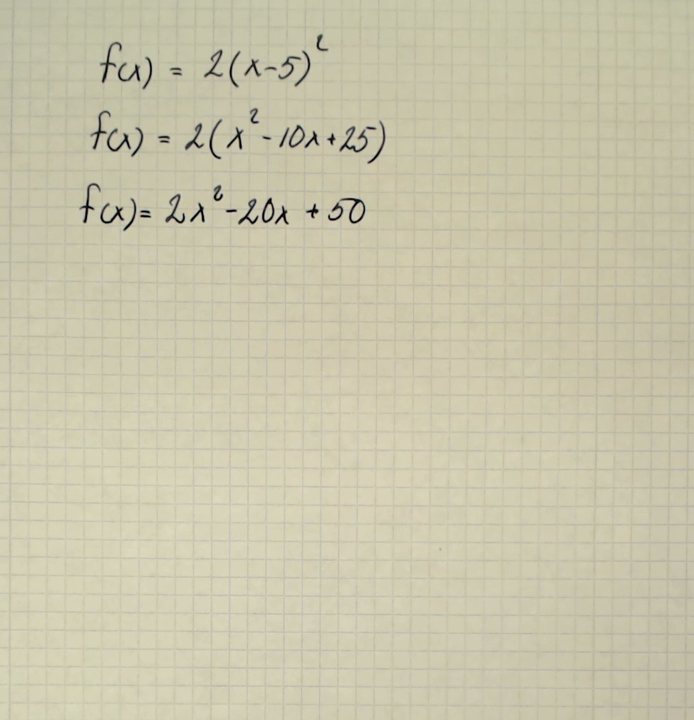 f(x) = 2(x-5)²
f(x) = 2(x²-10x+25)
f(x)= 2x²-20x + 50